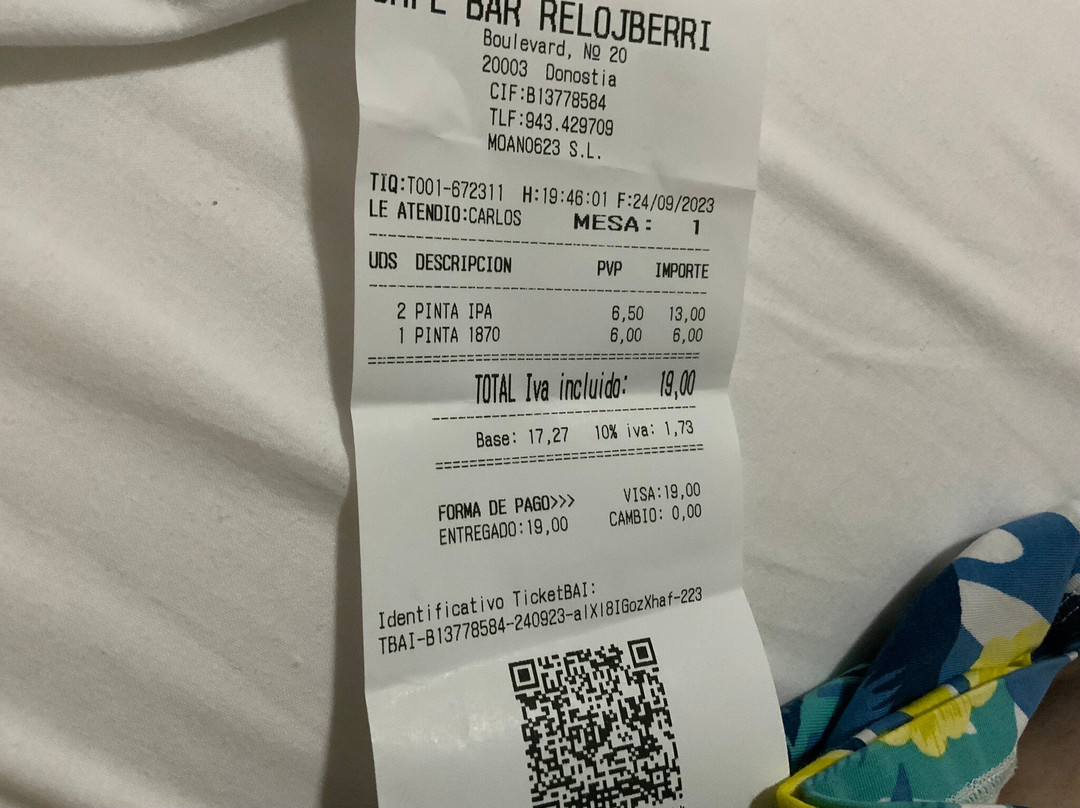 CAFE BAR RELOJBERRI
Boulevard, Nº 20
20003 Donostia
CIF:B13778584
TLF:943.429709
MOANO623 S.L.
TIQ:T001-672311 H:19:46:01 F:24/09/2023
LE ATENDIO:CARLOS MESA: 1
UDS DESCRIPCION PVP IMPORTE
2 PINTA IPA 6,50 13,00
1 PINTA 1870 6,00 6,00
TOTAL Iva incluido: 19,00
Base: 17,27 10% iva: 1,73
FORMA DE PAGO>>> VISA:19,00
ENTREGADO:19,00 CAMBIO: 0,00
Identificativo TicketBAI:
TBAI-B13778584-240923-alXl8IGozXhaf-223